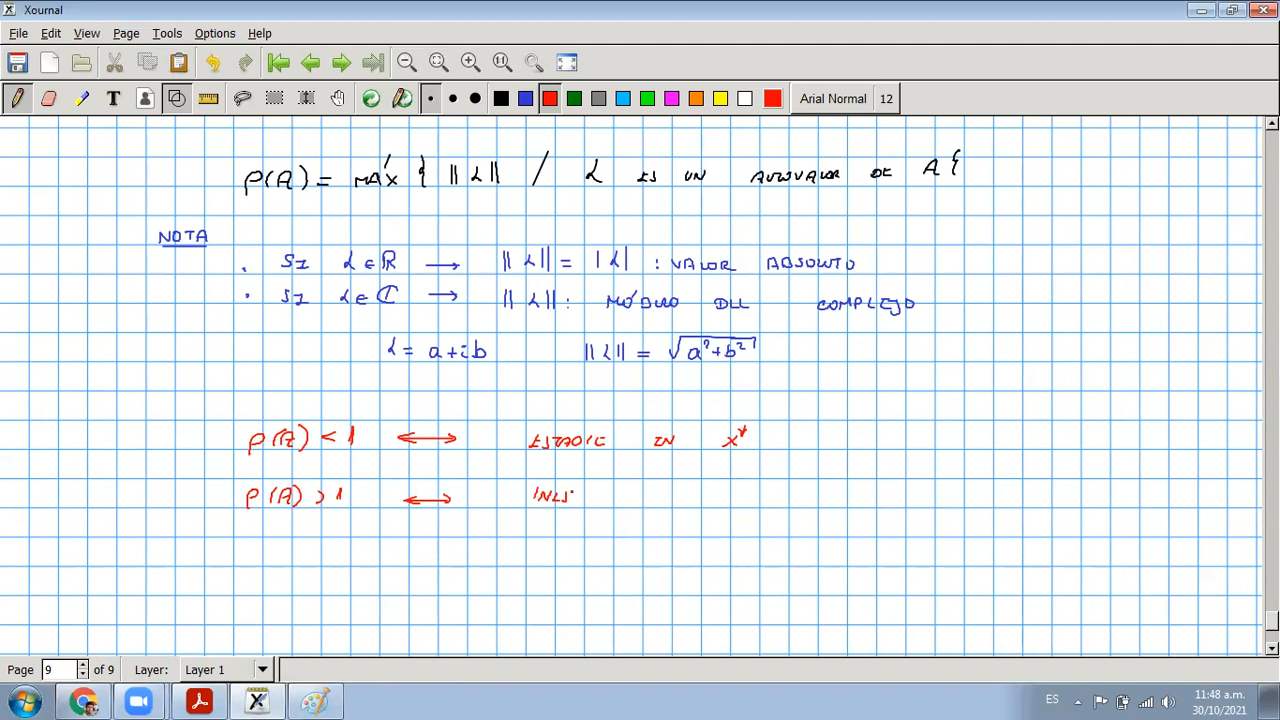 Xournal
File Edit View Page Tools Options Help
Arial Normal 12
ρ(A) = MÁX { ||λ|| / λ ES UN AUTOVALOR DE A }
NOTA
. SI λ ∈ ℝ → ||λ|| = |λ| : VALOR ABSOLUTO
. SI λ ∈ ℂ → ||λ|| : MÓDULO DEL COMPLEJO
λ = a+ib ||λ|| = √a²+b²
ρ(A) < 1 ↔ ESTABLE EN x*
ρ(A) > 1 ↔ INES
Page 9 of 9 Layer: Layer 1
ES 11:48 a.m.
30/10/2021